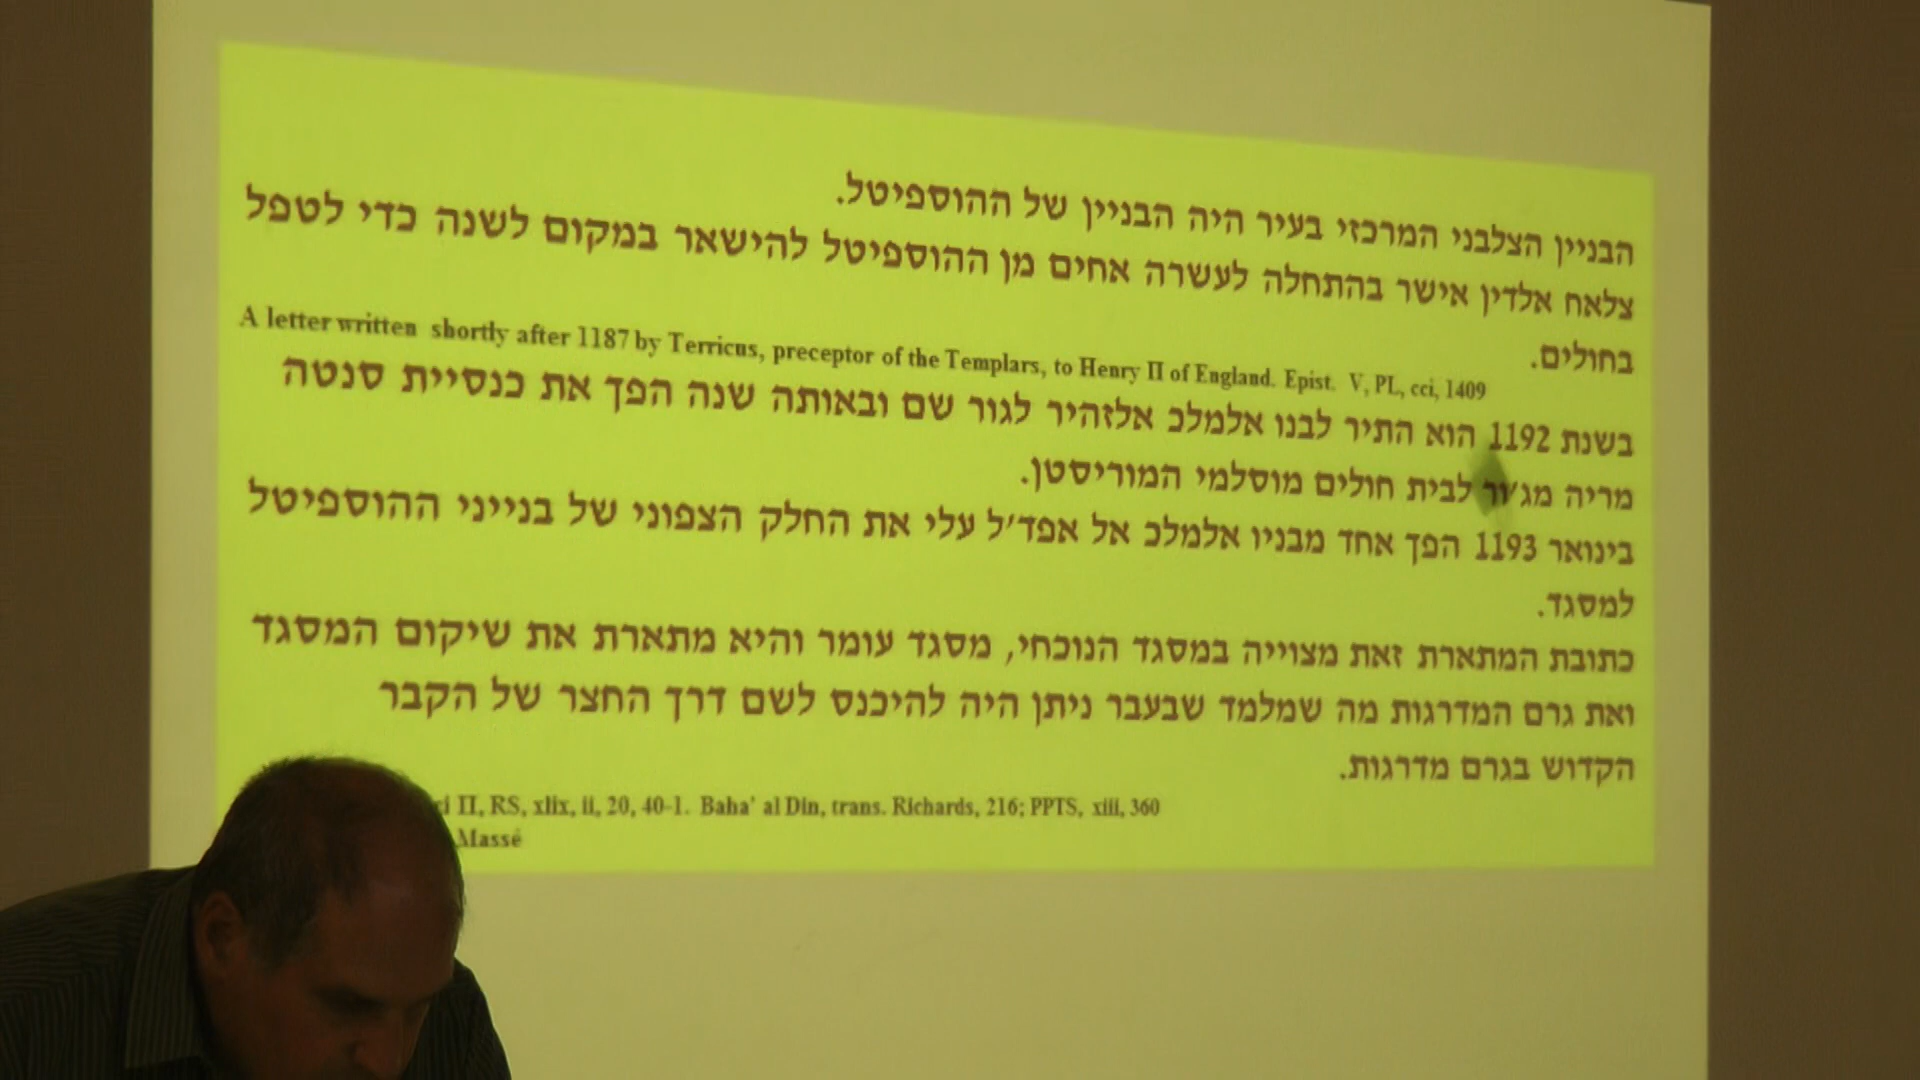 הבניין הצלבני המרכזי בעיר היה הבניין של ההוספיטל.
צלאח אלדין אישר בהתחלה לעשרה אחים מן ההוספיטל להישאר במקום לשנה כדי לטפל
בחולים.
A letter written shortly after 1187 by Terricus, preceptor of the Templars, to Henry II of England. Epist. V, PL, cci, 1409
בשנת 1192 הוא התיר לבנו אלמלכ אלזהיר לגור שם ובאותה שנה הפך את כנסיית סנטה
מריה מג'ור לבית חולים מוסלמי המוריסטן.
בינואר 1193 הפך אחד מבניו אלמלכ אל אפד'ל עלי את החלק הצפוני של בנייני ההוספיטל
למסגד.
כתובת המתארת זאת מצוייה במסגד הנוכחי, מסגד עומר והיא מתארת את שיקום המסגד
ואת גרם המדרגות מה שמלמד שבעבר ניתן היה להיכנס לשם דרך החצר של הקבר
הקדוש בגרם מדרגות.
II, RS, xlix, ii, 20, 40-1. Baha' al Din, trans. Richards, 216; PPTS, xiii, 360
Massé